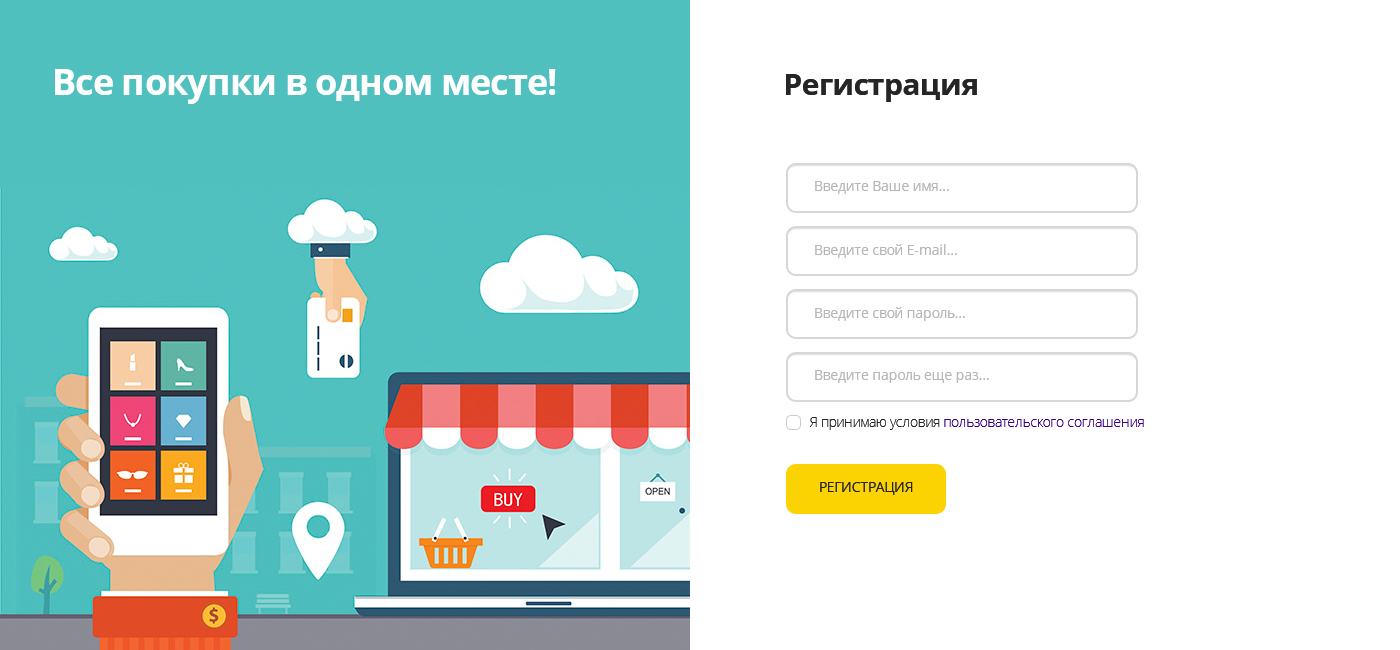 Все покупки в одном месте!
BUY
OPEN
$
Регистрация
Введите Ваше имя...
Введите свой E-mail...
Введите свой пароль...
Введите пароль еще раз...
Я принимаю условия пользовательского соглашения
РЕГИСТРАЦИЯ